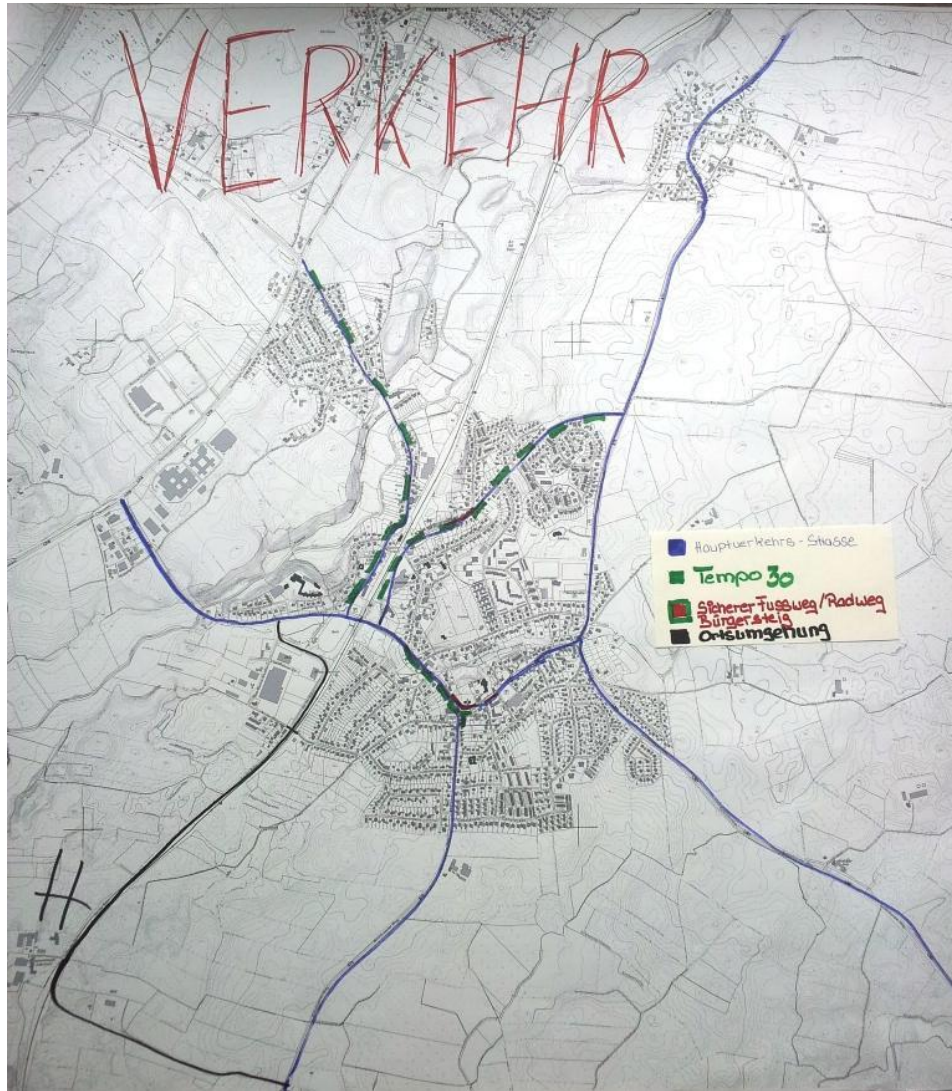 VERKEHR
Hauptverkehrs-Strasse
Tempo 30
Sicherer Fussweg/Radweg
Bürgersteig
Ortsumgehung
H